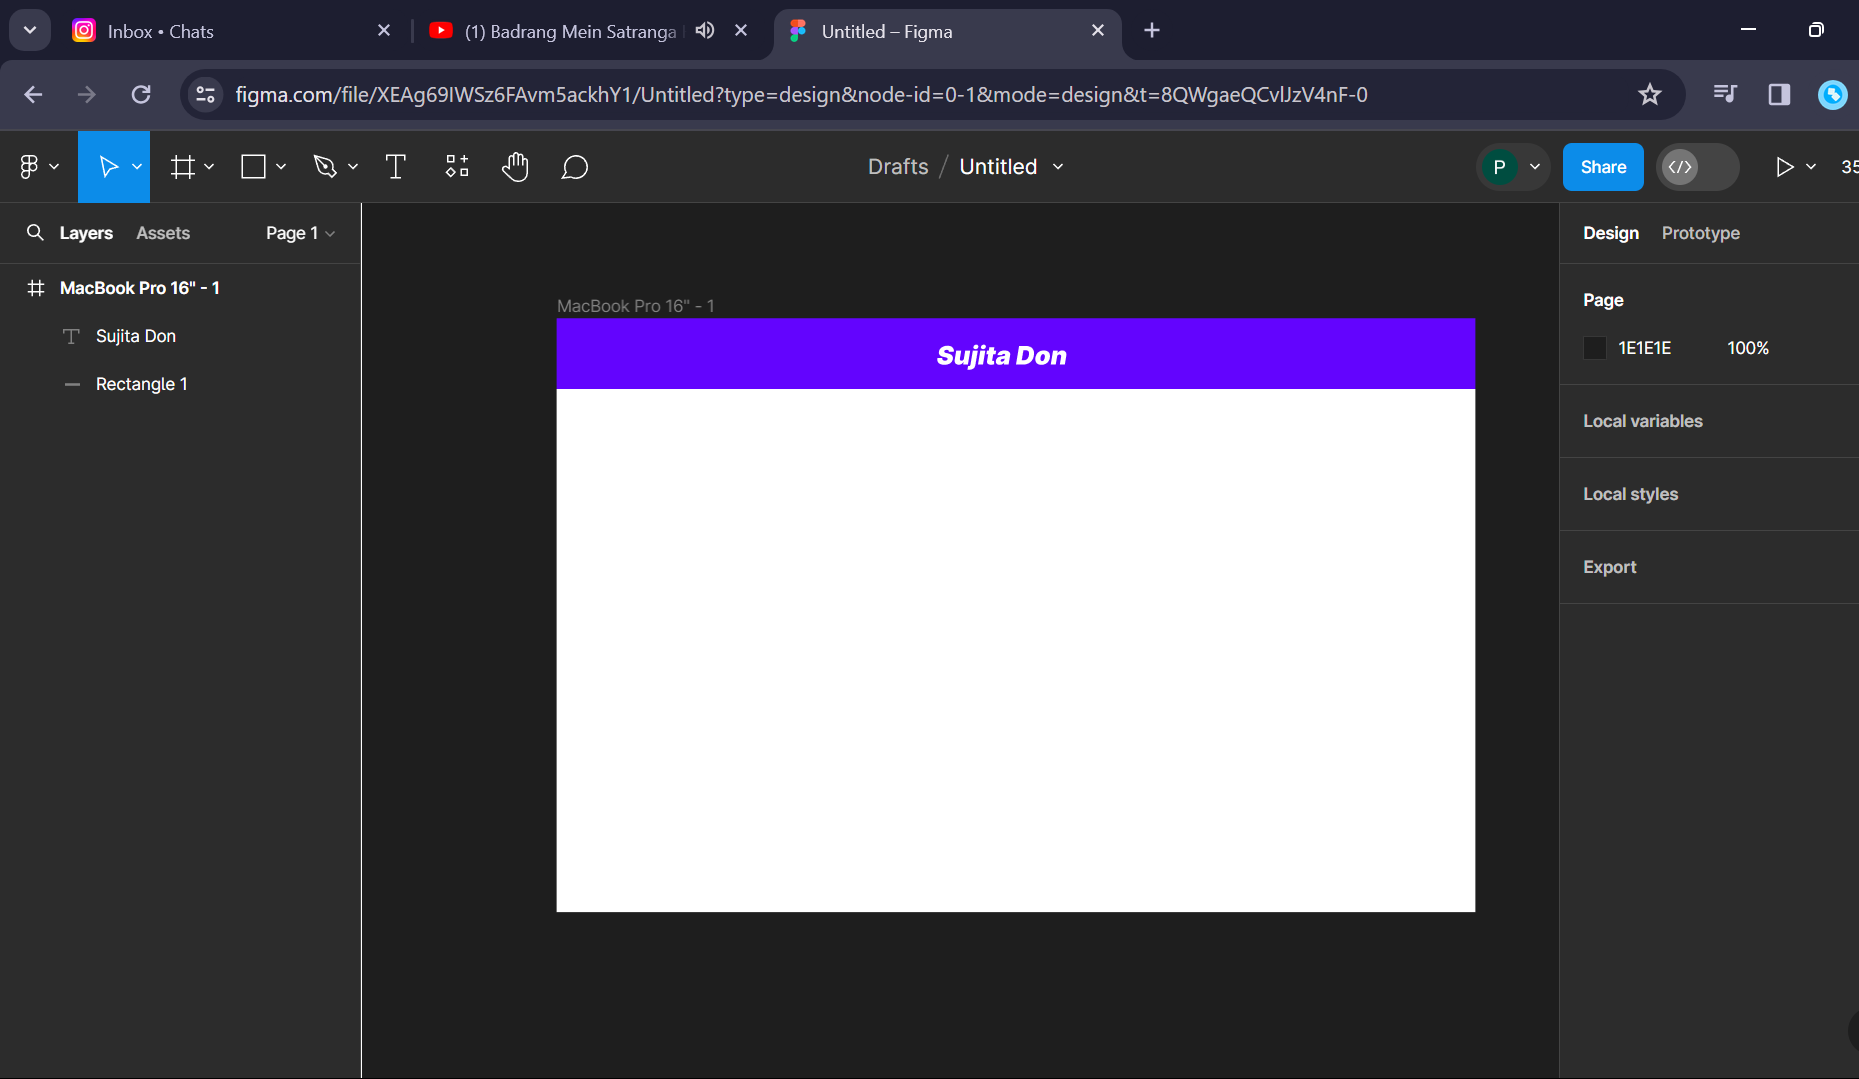 Inbox • Chats
(1) Badrang Mein Satranga
Untitled – Figma
figma.com/file/XEAg69IWSz6FAvm5ackhY1/Untitled?type=design&node-id=0-1&mode=design&t=8QWgaeQCvlJzV4nF-0
Drafts / Untitled
P
Share
35
Layers
Assets
Page 1
Design
Prototype
MacBook Pro 16" - 1
Sujita Don
Rectangle 1
MacBook Pro 16" - 1
Sujita Don
Page
1E1E1E
100%
Local variables
Local styles
Export